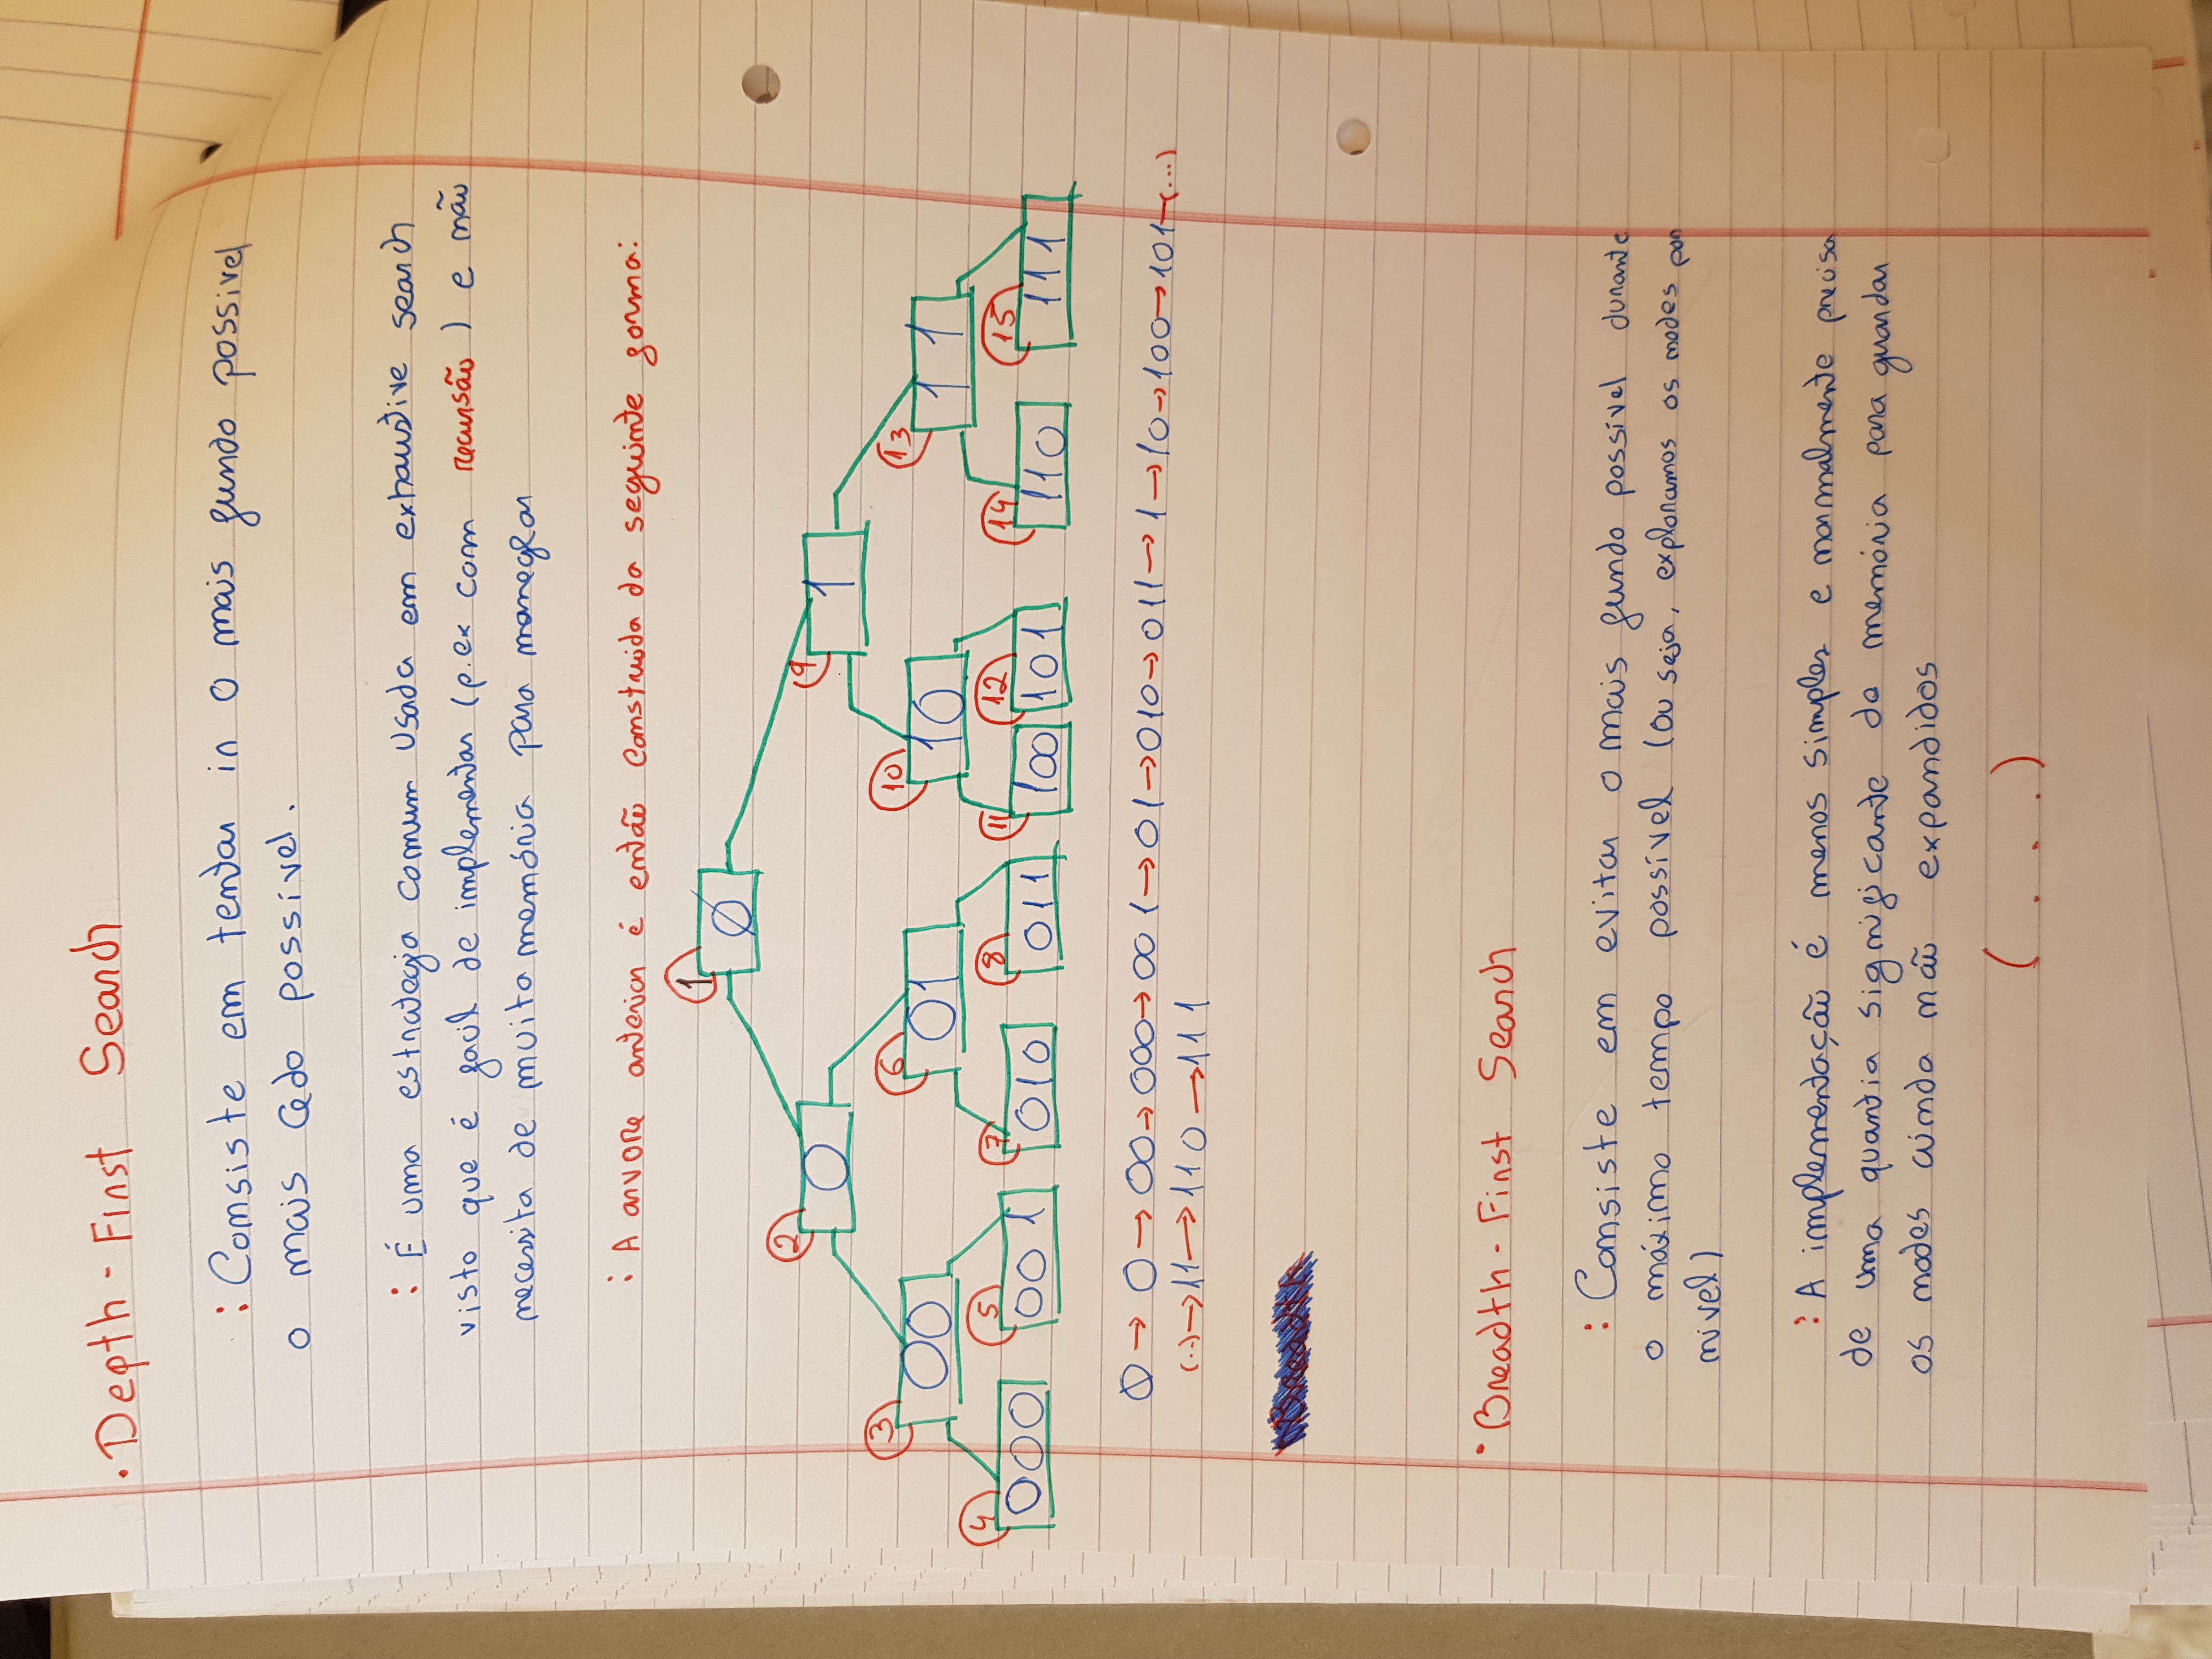 · Depth - First Search
: Consiste em tentar ir o mais fundo possivel
o mais cedo possível.
: É uma estrategia comum usada em exhaustive search
visto que é facil de implementar (p.ex com recursão) e não
necessita de muita memória para
: A arvore anterior é então construida da seguinte forma:
1
∅
2
0
9
1
3
00
6
01
10
10
13
11
4
000
5
001
7
010
8
011
11
100
12
101
14
110
15
111
∅ → 0 → 00 → 000 → 001 → 01 → 010 → 011 → 1 → 10 → 100 → 101 → (...)
(..) → 11 → 110 → 111
· Breadth - First Search
: Consiste em evitar o mais fundo possível durante
o máximo tempo possível (ou seja, exploramos os nodes por
nivel)
: A implementação é menos simples e normalmente precisa
de uma quantia significante de memória para guardar
os nodes ainda não expandidos
(...)